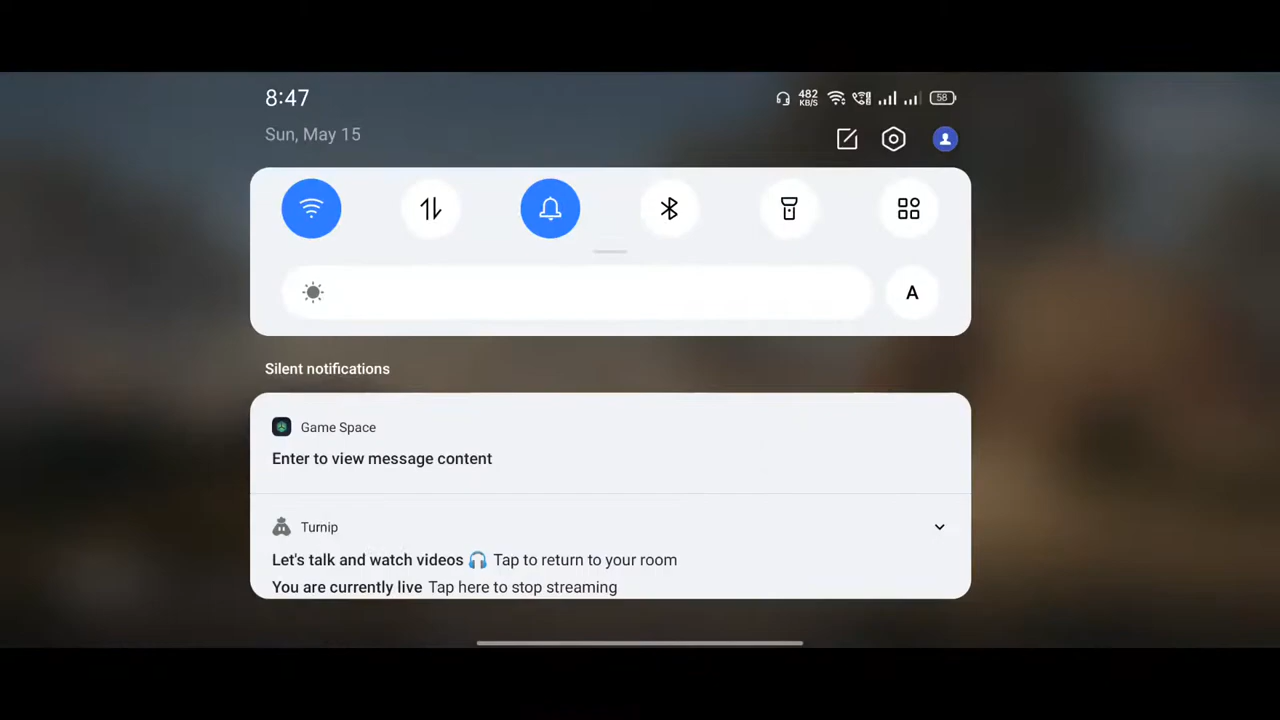 8:47
482
KB/S
58
Sun, May 15
A
Silent notifications
Game Space
Enter to view message content
Turnip
Let's talk and watch videos 🎧 Tap to return to your room
You are currently live Tap here to stop streaming